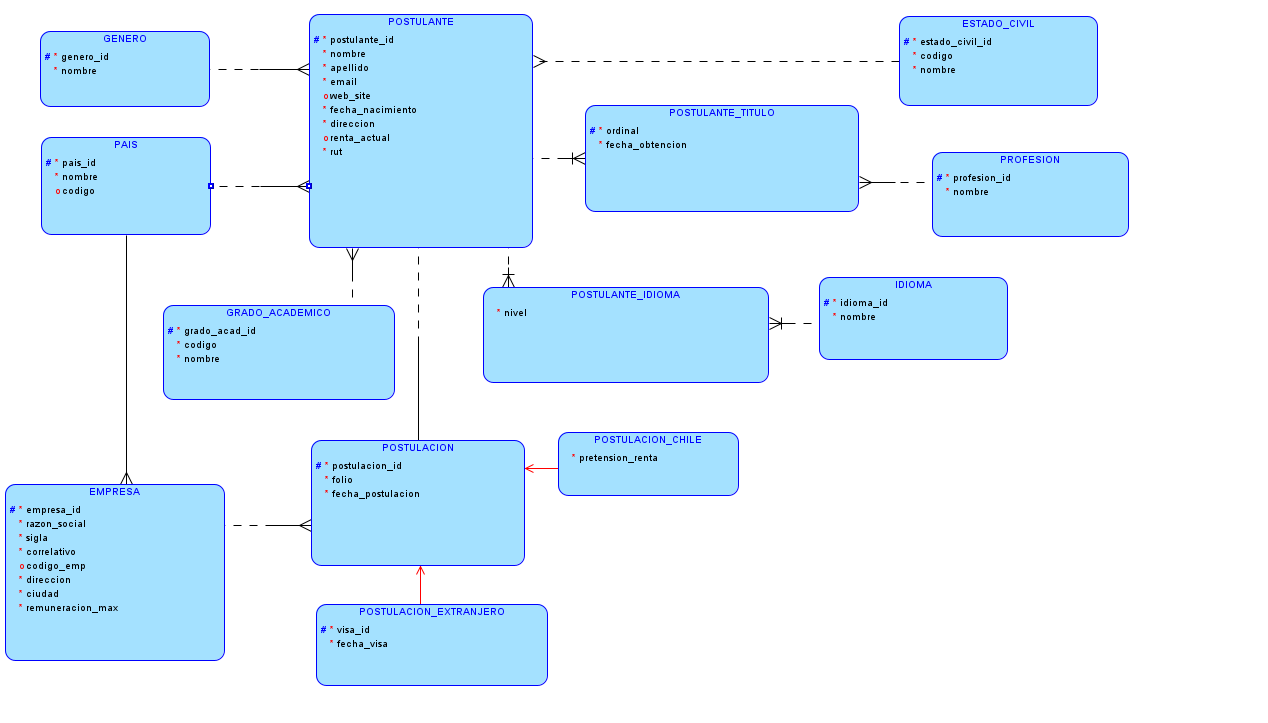 GENERO
# * genero_id
* nombre
POSTULANTE
# * postulante_id
* nombre
* apellido
* email
o web_site
* fecha_nacimiento
* direccion
o renta_actual
* rut
ESTADO_CIVIL
# * estado_civil_id
* codigo
* nombre
PAIS
# * pais_id
* nombre
o codigo
POSTULANTE_TITULO
# * ordinal
* fecha_obtencion
PROFESION
# * profesion_id
* nombre
GRADO_ACADEMICO
# * grado_acad_id
* codigo
* nombre
POSTULANTE_IDIOMA
* nivel
IDIOMA
# * idioma_id
* nombre
POSTULACION
# * postulacion_id
* folio
* fecha_postulacion
POSTULACION_CHILE
* pretension_renta
EMPRESA
# * empresa_id
* razon_social
* sigla
* correlativo
o codigo_emp
* direccion
* ciudad
* remuneracion_max
POSTULACION_EXTRANJERO
# * visa_id
* fecha_visa